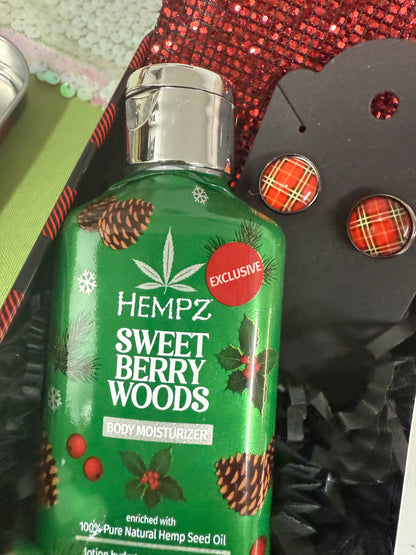 EXCLUSIVE
HEMPZ
SWEET
BERRY
WOODS
BODY MOISTURIZER
enriched with
100% Pure Natural Hemp Seed Oil